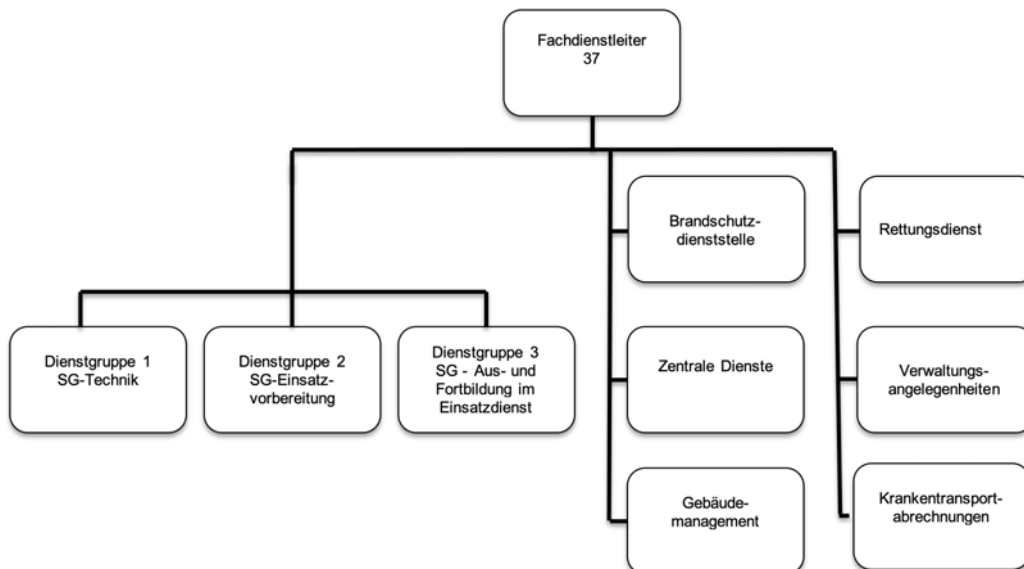 Fachdienstleiter
37
Brandschutz-
dienststelle
Rettungsdienst
Dienstgruppe 1
SG-Technik
Dienstgruppe 2
SG-Einsatz-
vorbereitung
Dienstgruppe 3
SG - Aus- und
Fortbildung im
Einsatzdienst
Zentrale Dienste
Verwaltungs-
angelegenheiten
Gebäude-
management
Krankentransport-
abrechnungen